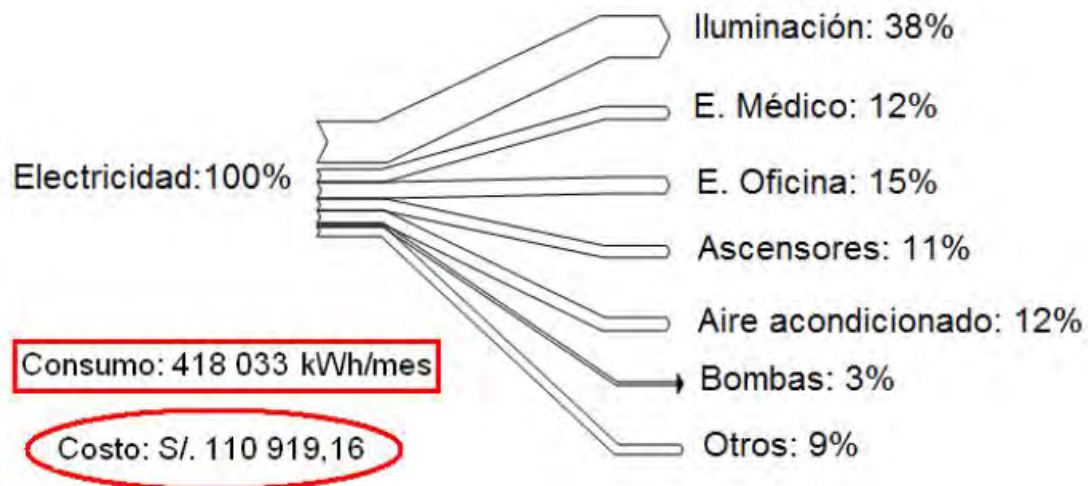 Iluminación: 38%
E. Médico: 12%
Electricidad:100%
E. Oficina: 15%
Ascensores: 11%
Aire acondicionado: 12%
Consumo: 418 033 kWh/mes
Bombas: 3%
Costo: S/. 110 919,16
Otros: 9%